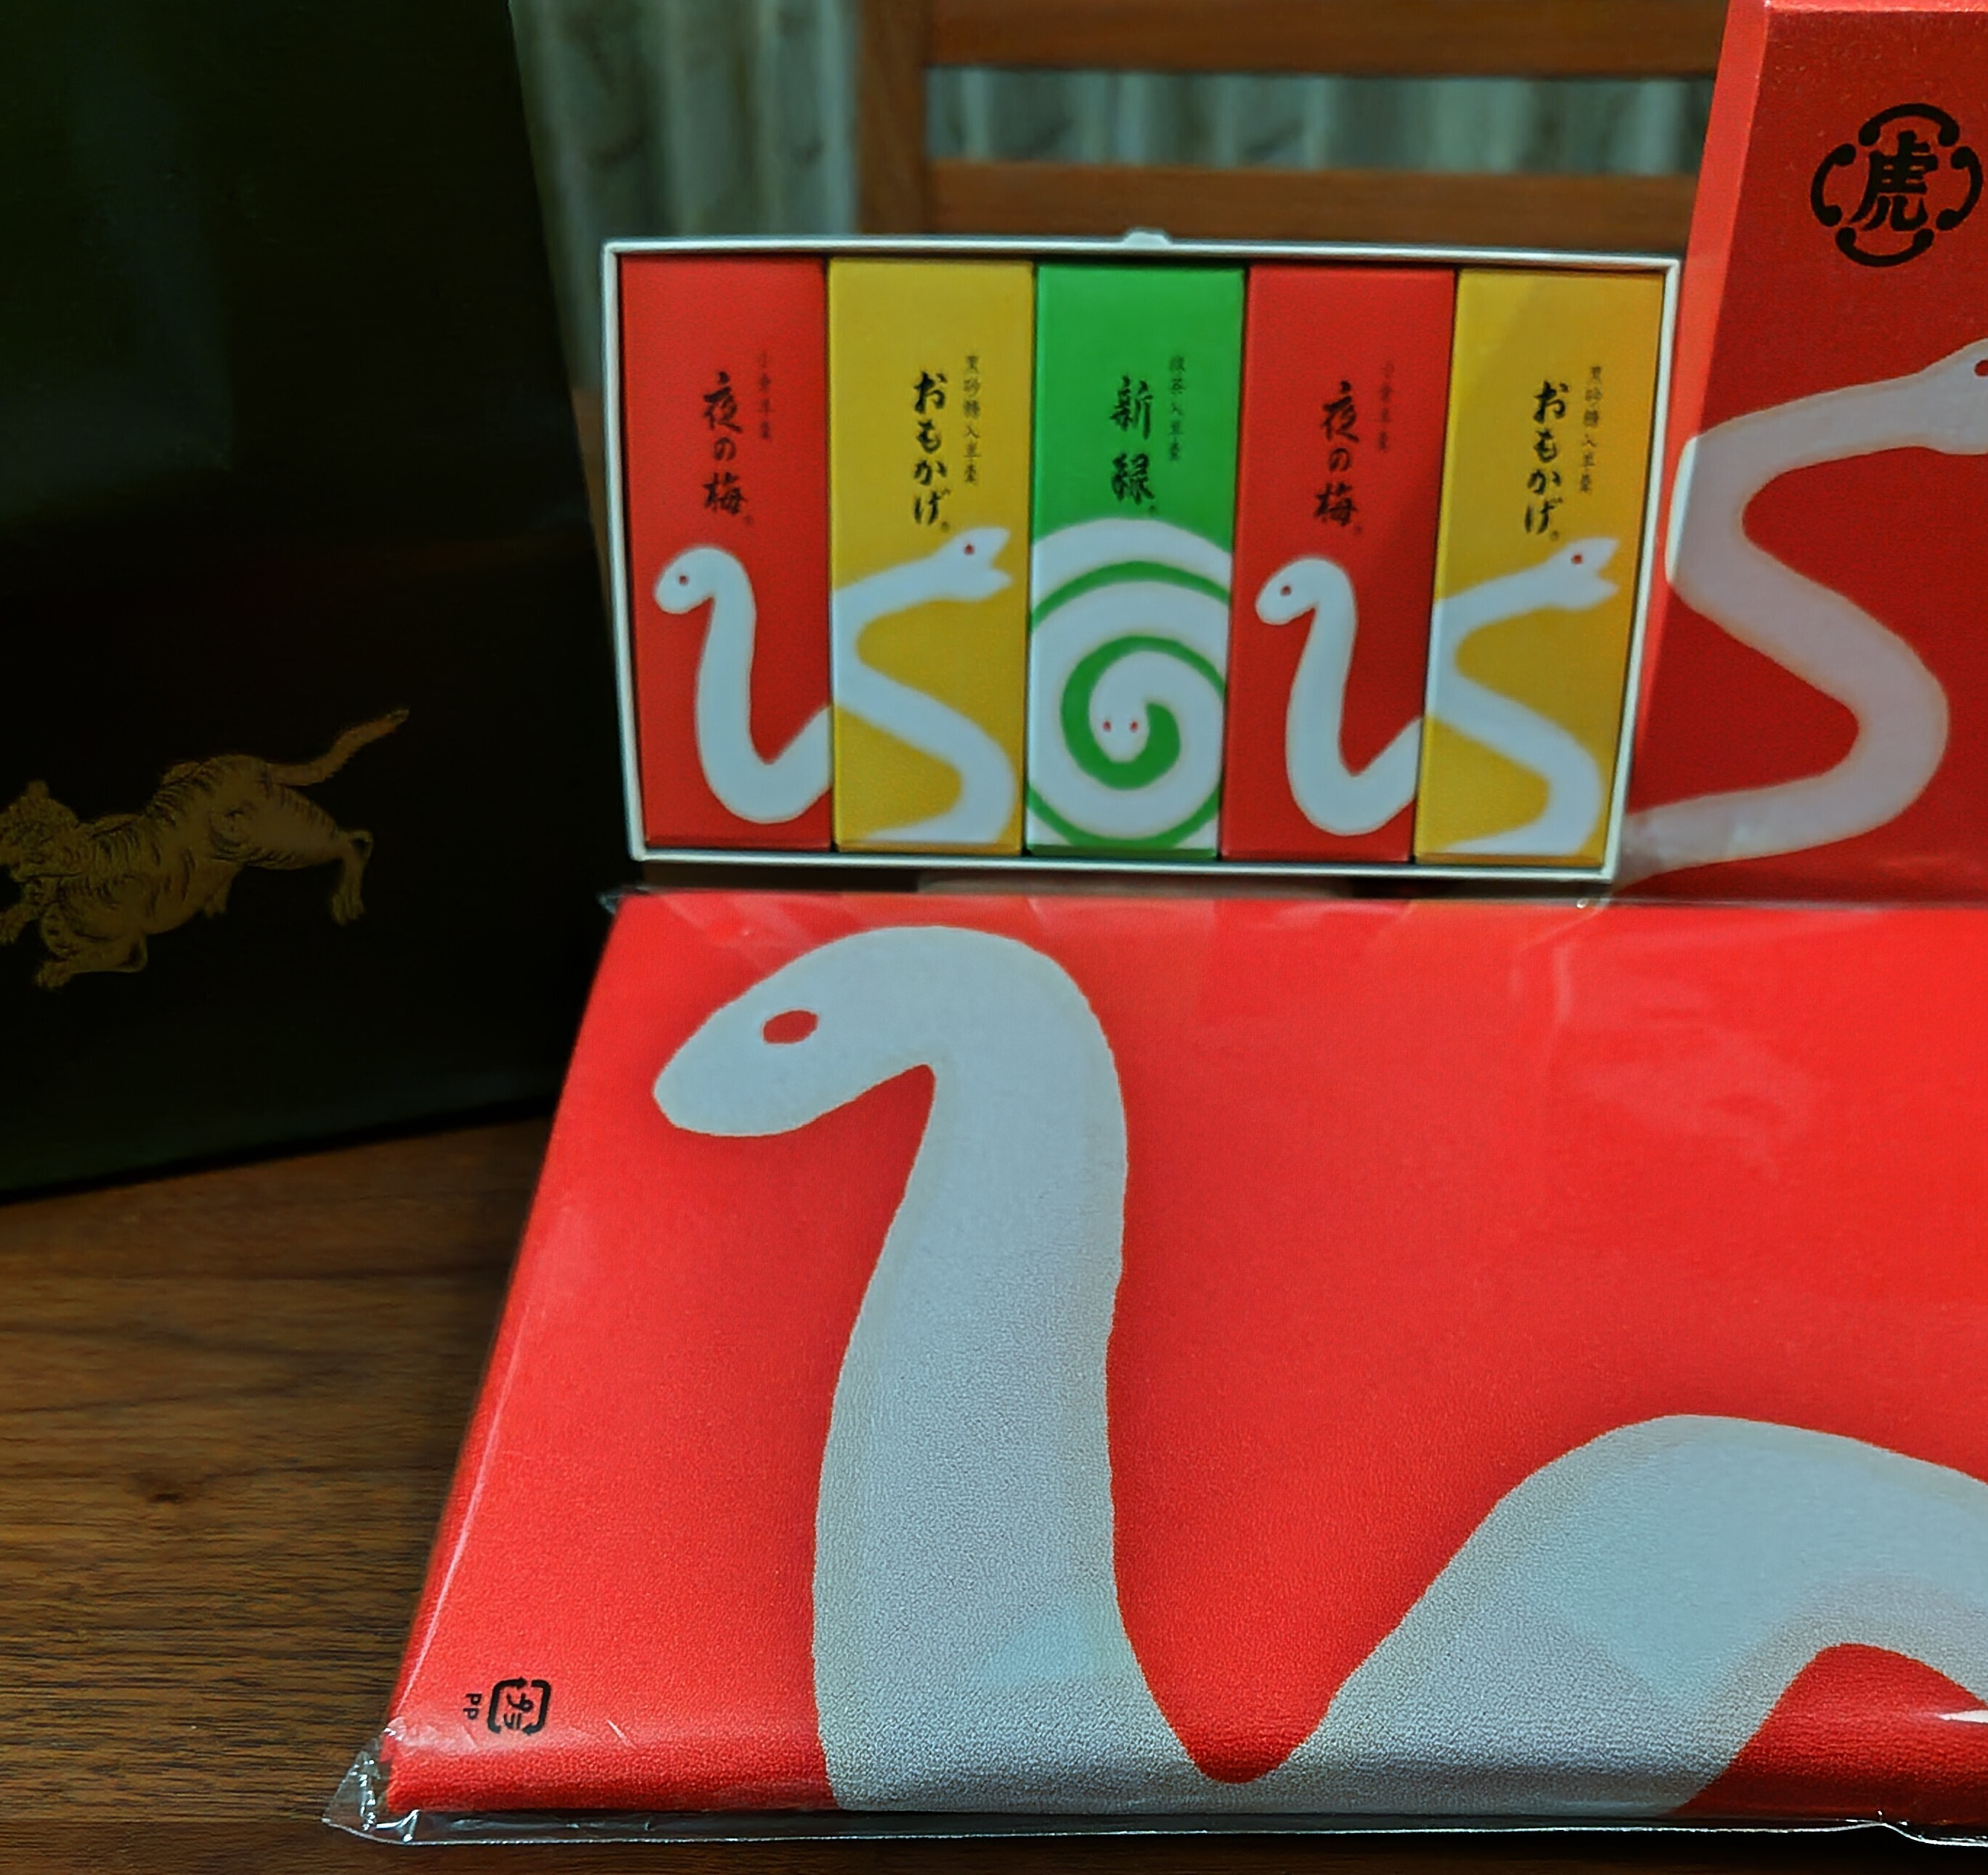 虎
小倉羊羹
夜の梅。
黒砂糖入羊羹
おもかげ。
抹茶入羊羹
新緑。
小倉羊羹
夜の梅。
黒砂糖入羊羹
おもかげ。
プラ
PP